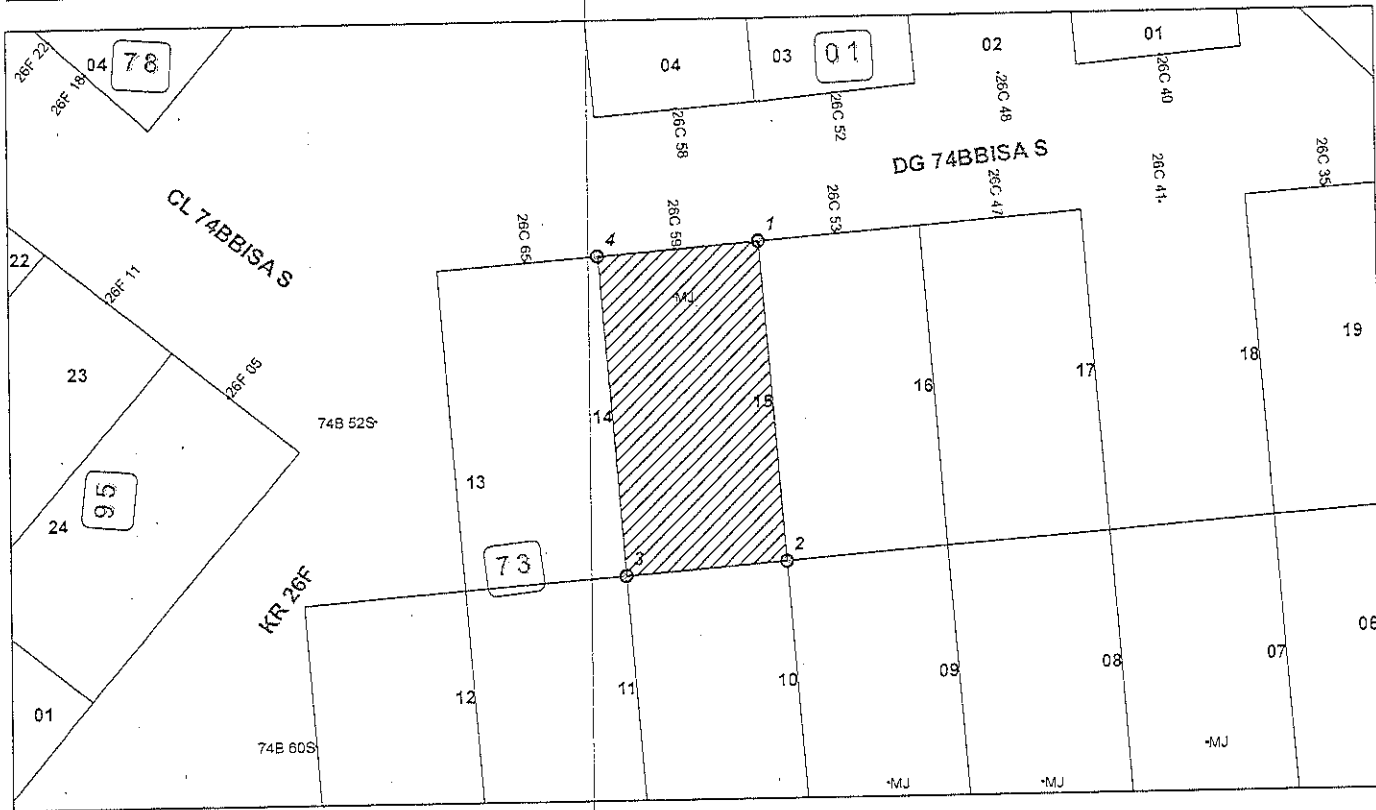 26F 22
04
78
26F 18
04
03
01
02
01
26C 58
26C 52
26C 48
26C 40
DG 74BBISA S
26C 41
26C 35
CL 74BBISA S
26C 65
26C 59
26C 53
26C 47
4
1
22
26F 11
MJ
23
26F 05
74B 52S
14
15
16
17
18
19
13
95
24
73
3
2
KR 26F
01
12
11
10
09
08
07
06
74B 60S
MJ
MJ
MJ